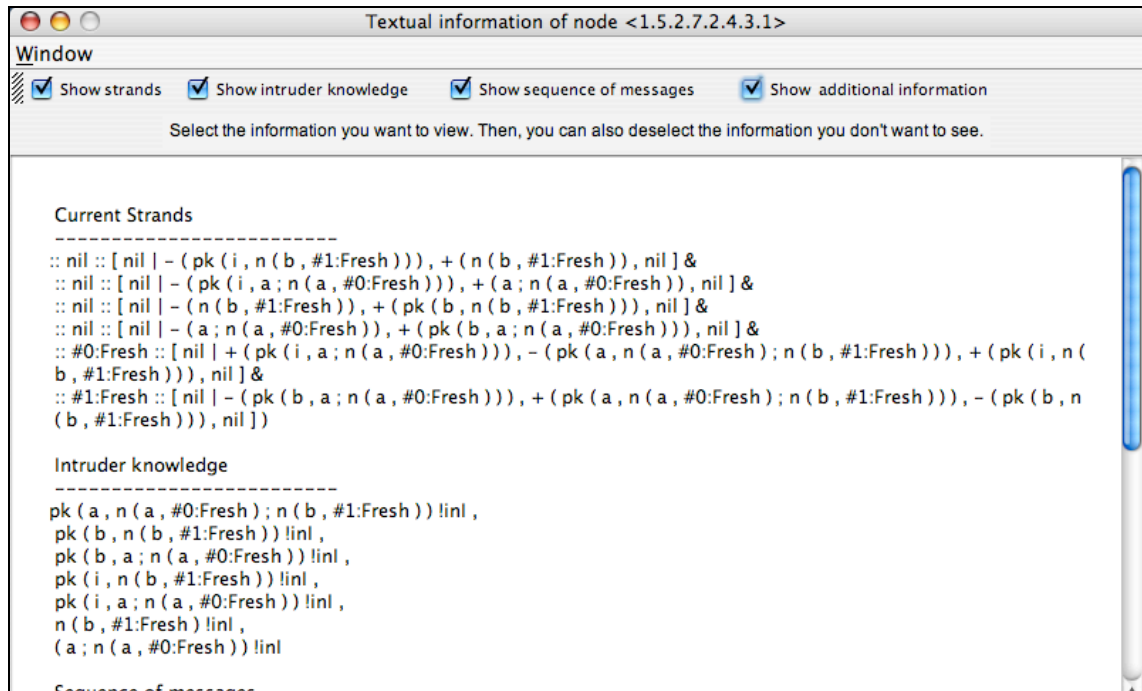 Textual information of node <1.5.2.7.2.4.3.1>
Window
Show strands Show intruder knowledge Show sequence of messages Show additional information
Select the information you want to view. Then, you can also deselect the information you don't want to see.
Current Strands
-------------------------
:: nil :: [ nil | - ( pk ( i , n ( b , #1:Fresh ) ) ) , + ( n ( b , #1:Fresh ) ) , nil ] &
:: nil :: [ nil | - ( pk ( i , a ; n ( a , #0:Fresh ) ) ) , + ( a ; n ( a , #0:Fresh ) ) , nil ] &
:: nil :: [ nil | - ( n ( b , #1:Fresh ) ) , + ( pk ( b , n ( b , #1:Fresh ) ) ) , nil ] &
:: nil :: [ nil | - ( a ; n ( a , #0:Fresh ) ) , + ( pk ( b , a ; n ( a , #0:Fresh ) ) ) , nil ] &
:: #0:Fresh :: [ nil | + ( pk ( i , a ; n ( a , #0:Fresh ) ) ) , - ( pk ( a , n ( a , #0:Fresh ) ; n ( b , #1:Fresh ) ) ) , + ( pk ( i , n (
b , #1:Fresh ) ) ) , nil ] &
:: #1:Fresh :: [ nil | - ( pk ( b , a ; n ( a , #0:Fresh ) ) ) , + ( pk ( a , n ( a , #0:Fresh ) ; n ( b , #1:Fresh ) ) ) , - ( pk ( b , n
( b , #1:Fresh ) ) ) , nil ] )
Intruder knowledge
-------------------------
pk ( a , n ( a , #0:Fresh ) ; n ( b , #1:Fresh ) ) !inI ,
pk ( b , n ( b , #1:Fresh ) ) !inI ,
pk ( b , a ; n ( a , #0:Fresh ) ) !inI ,
pk ( i , n ( b , #1:Fresh ) ) !inI ,
pk ( i , a ; n ( a , #0:Fresh ) ) !inI ,
n ( b , #1:Fresh ) !inI ,
( a ; n ( a , #0:Fresh ) ) !inI
Sequence of messages